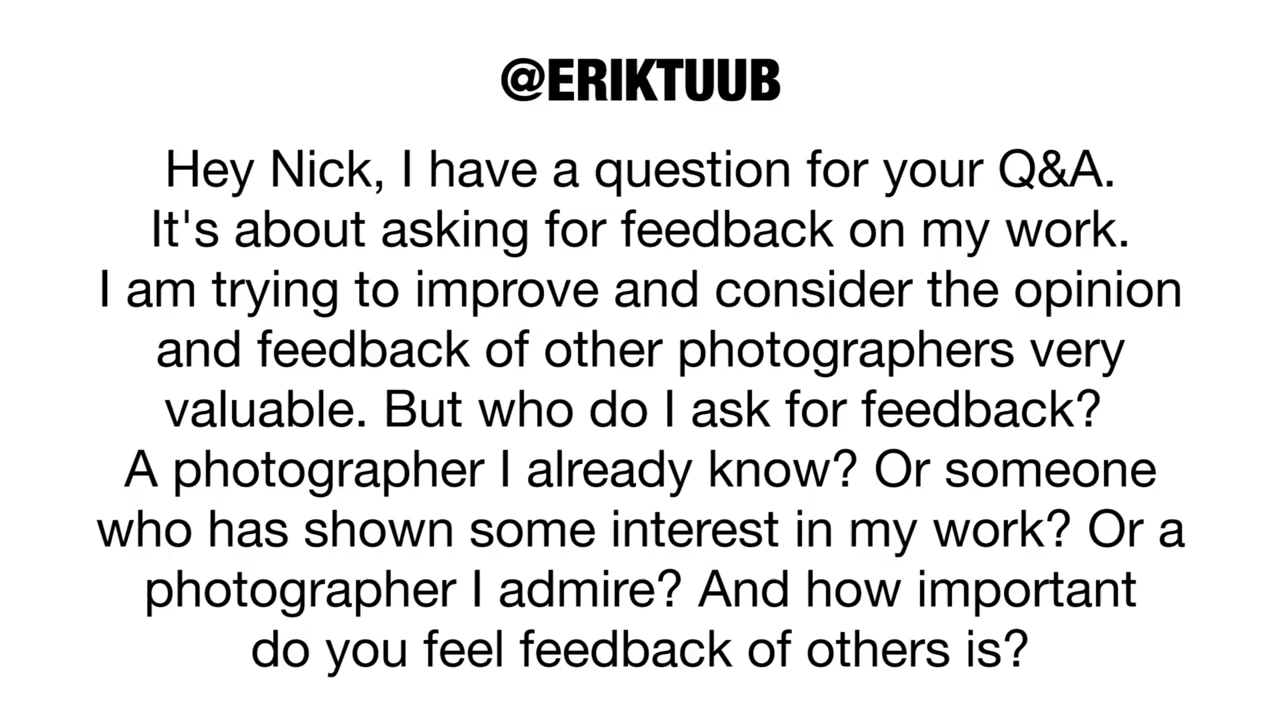 @ERIKTUUB
Hey Nick, I have a question for your Q&A.
It's about asking for feedback on my work.
I am trying to improve and consider the opinion
and feedback of other photographers very
valuable. But who do I ask for feedback?
A photographer I already know? Or someone
who has shown some interest in my work? Or a
photographer I admire? And how important
do you feel feedback of others is?